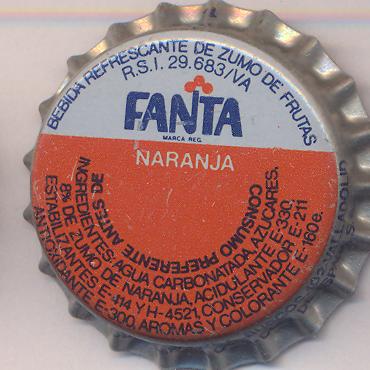 BEBIDA REFRESCANTE DE ZUMO DE FRUTAS
R.S.I. 29.683/VA
FANTA
MARCA REG.
NARANJA
CONSUMO PREFERENTE ANTES DE
INGREDIENTES: AGUA CARBONATADA, AZUCARES,
8% DE ZUMO DE NARANJA, ACIDULANTE E-330,
ESTABILIZANTES E-414 Y H-4521, CONSERVADOR E-211
ANTIOXIDANTE E-300, AROMAS Y COLORANTE E-160e.
VALLADOLID